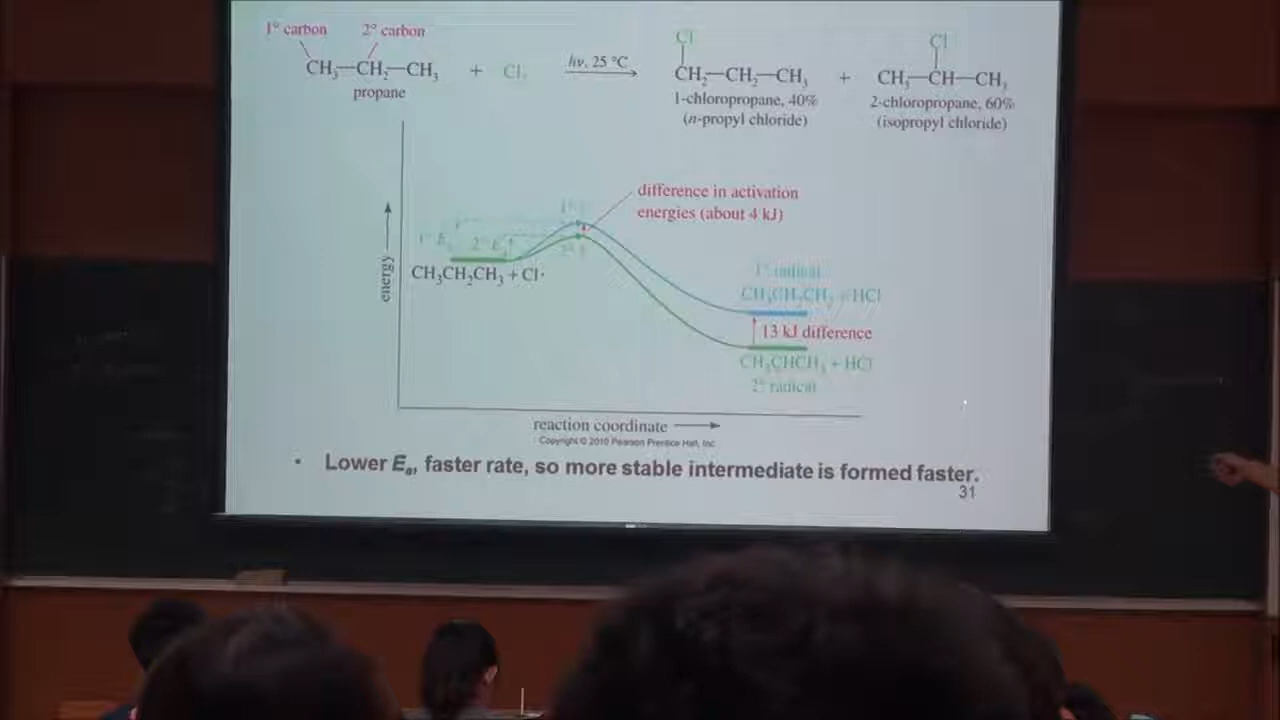 1° carbon 2° carbon
CH₃—CH₂—CH₃ + Cl₂ hν, 25 °C
propane
Cl
CH₂—CH₂—CH₃ +
1-chloropropane, 40%
(n-propyl chloride)
Cl
CH₃—CH—CH₃
2-chloropropane, 60%
(isopropyl chloride)
difference in activation
energies (about 4 kJ)
energy
CH₃CH₂CH₃ + Cl·
1° radical
CH₃CH₂CH₂ + HCl
13 kJ difference
CH₃CHCH₃ + HCl
2° radical
reaction coordinate
Copyright © 2010 Pearson Prentice Hall, Inc.
• Lower Eₐ, faster rate, so more stable intermediate is formed faster.
31